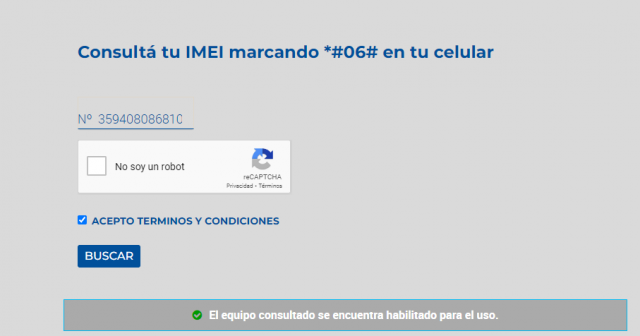 Consultá tu IMEI marcando *#06# en tu celular
Nº 359408086810
No soy un robot
reCAPTCHA
Privacidad - Términos
ACEPTO TERMINOS Y CONDICIONES
BUSCAR
El equipo consultado se encuentra habilitado para el uso.